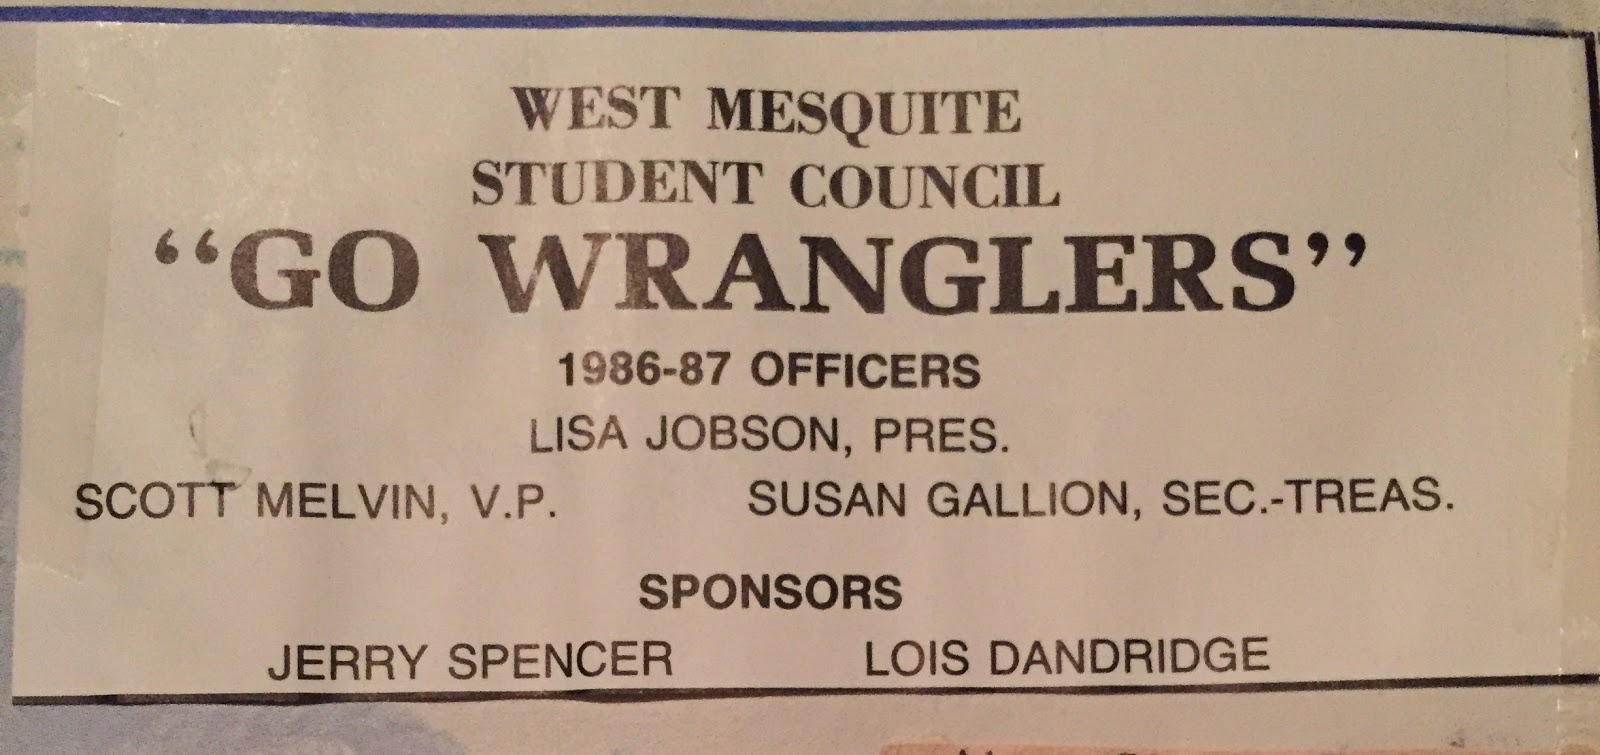 WEST MESQUITE
STUDENT COUNCIL
“GO WRANGLERS”
1986-87 OFFICERS
LISA JOBSON, PRES.
SCOTT MELVIN, V.P. SUSAN GALLION, SEC.-TREAS.
SPONSORS
JERRY SPENCER LOIS DANDRIDGE